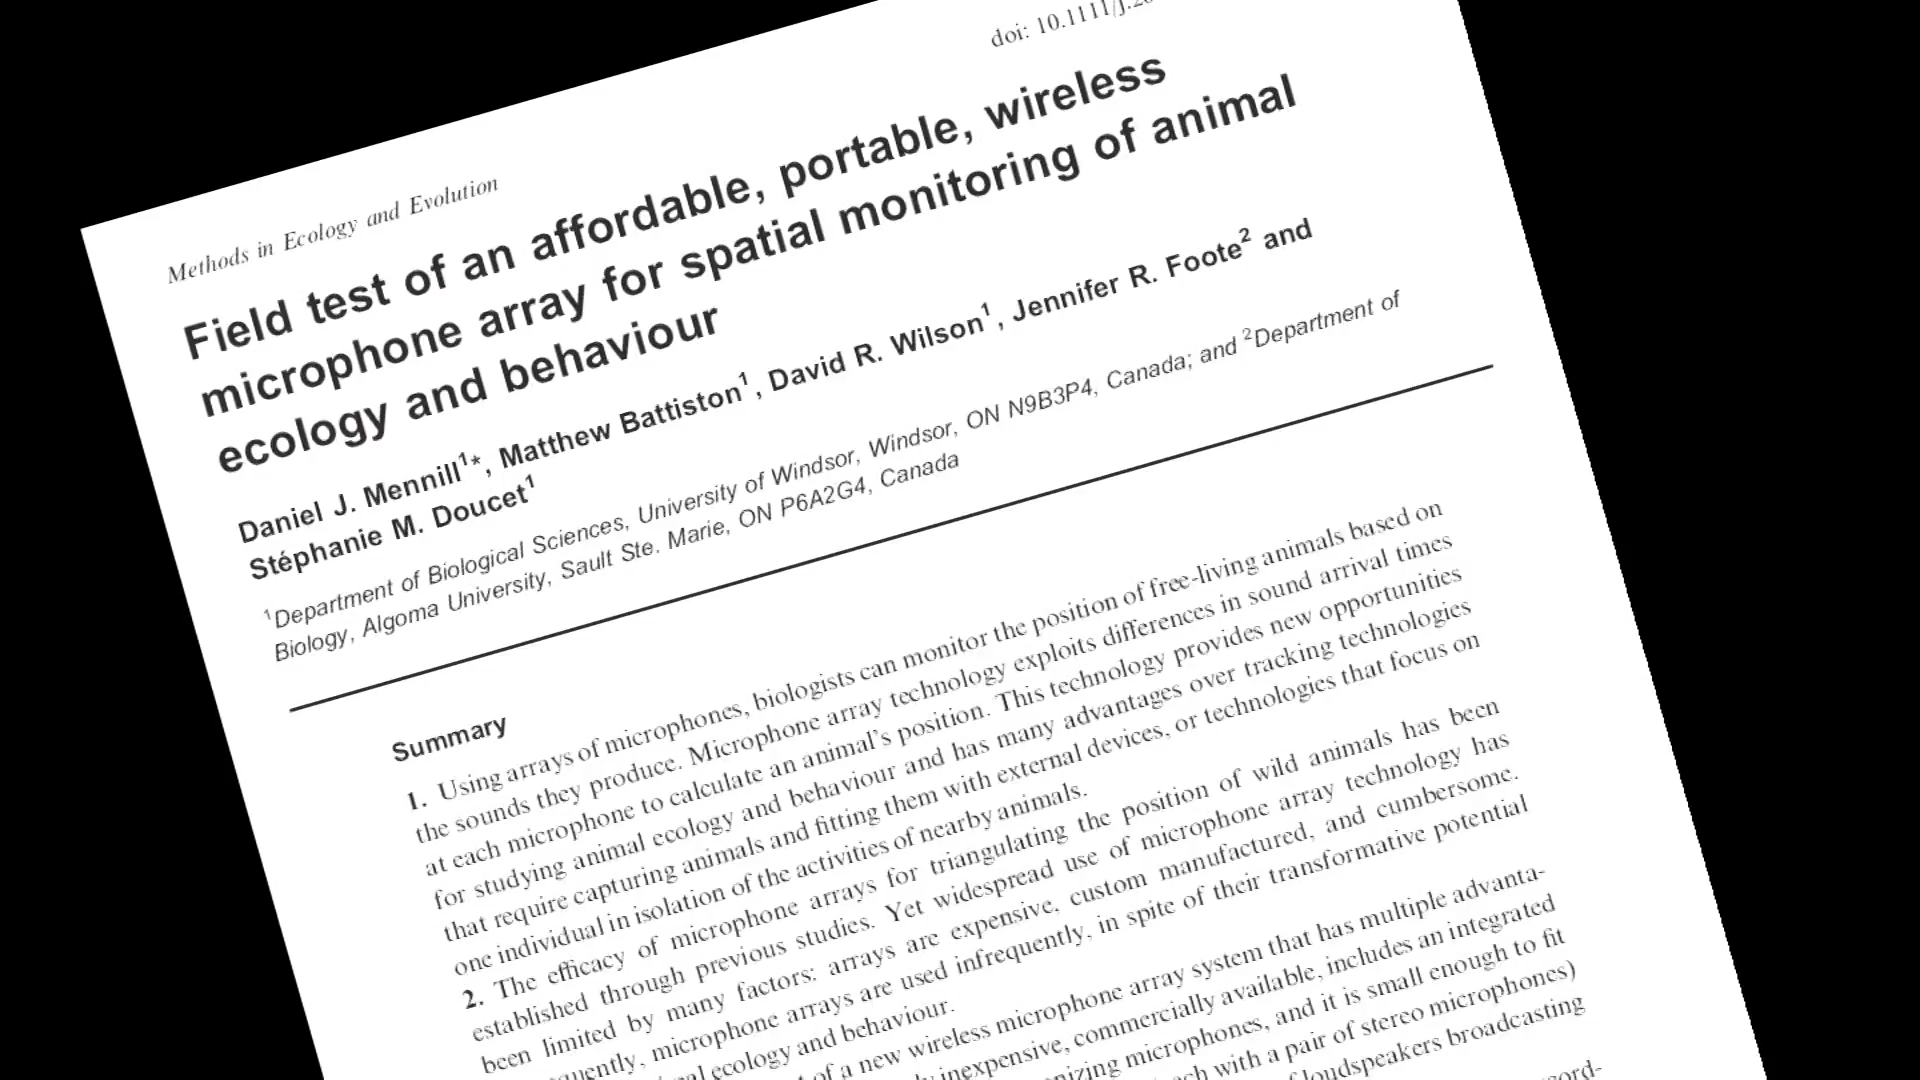 doi: 10.1111/j.
Methods in Ecology and Evolution
Field test of an affordable, portable, wireless
microphone array for spatial monitoring of animal
ecology and behaviour
Daniel J. Mennill¹*, Matthew Battiston¹, David R. Wilson¹, Jennifer R. Foote² and
Stéphanie M. Doucet¹
¹Department of Biological Sciences, University of Windsor, Windsor, ON N9B3P4, Canada; and ²Department of
Biology, Algoma University, Sault Ste. Marie, ON P6A2G4, Canada
Summary
1. Using arrays of microphones, biologists can monitor the position of free-living animals based on
the sounds they produce. Microphone array technology exploits differences in sound arrival times
at each microphone to calculate an animal's position. This technology provides new opportunities
for studying animal ecology and behaviour and has many advantages over tracking technologies
that require capturing animals and fitting them with external devices, or technologies that focus on
one individual in isolation of the activities of nearby animals.
2. The efficacy of microphone arrays for triangulating the position of wild animals has been
established through previous studies. Yet widespread use of microphone array technology has
been limited by many factors: arrays are expensive, custom manufactured, and cumbersome.
microphone arrays are used infrequently, in spite of their transformative potential
ecology and behaviour.
of a new wireless microphone array system that has multiple advanta-
inexpensive, commercially available, includes an integrated
microphones, and it is small enough to fit
with a pair of stereo microphones)
loudspeakers broadcasting